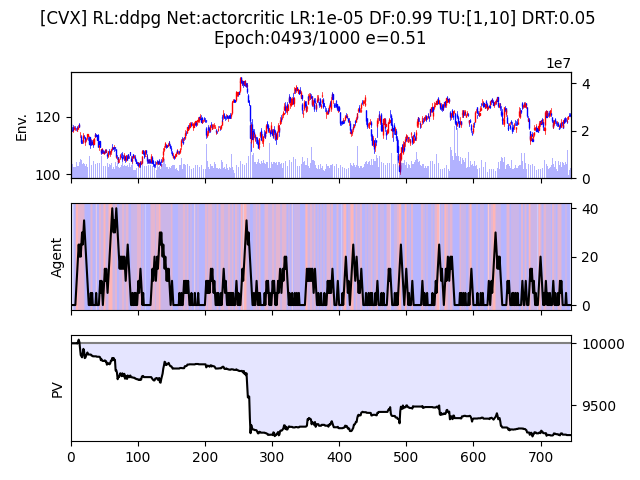 [CVX] RL:ddpg Net:actorcritic LR:1e-05 DF:0.99 TU:[1,10] DRT:0.05
Epoch:0493/1000 e=0.51
1e7
Env.
120
100
4
2
0
Agent
40
20
0
PV
10000
9500
0 100 200 300 400 500 600 700